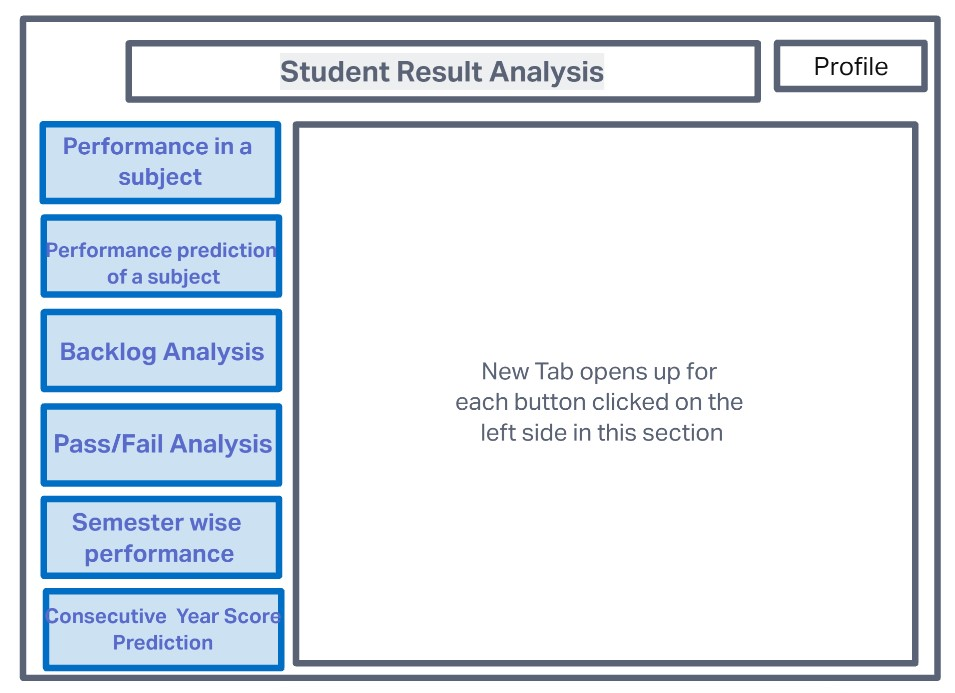 Student Result Analysis
Profile
Performance in a
subject
Performance prediction
of a subject
Backlog Analysis
Pass/Fail Analysis
Semester wise
performance
Consecutive Year Score
Prediction
New Tab opens up for
each button clicked on the
left side in this section